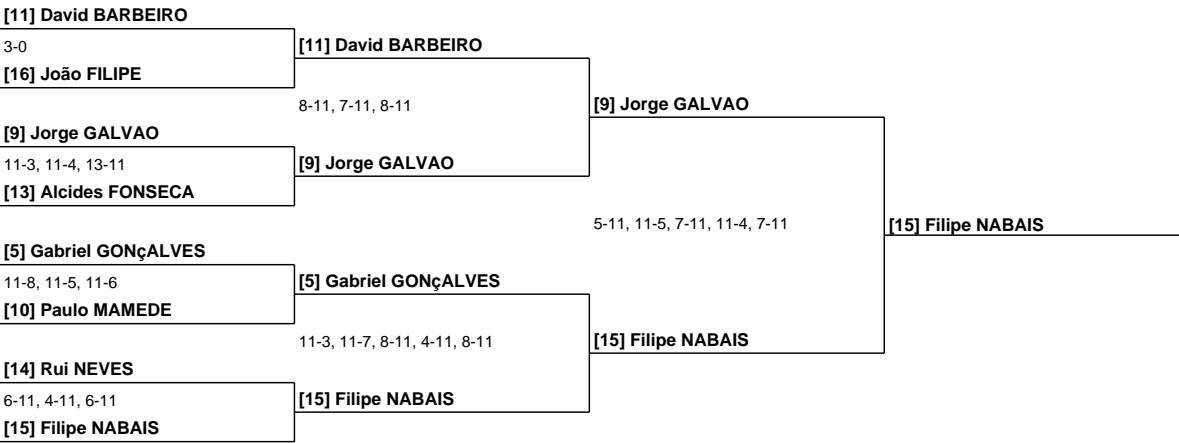 [11] David BARBEIRO
3-0
[11] David BARBEIRO
[16] João FILIPE
8-11, 7-11, 8-11
[9] Jorge GALVAO
[9] Jorge GALVAO
11-3, 11-4, 13-11
[9] Jorge GALVAO
[13] Alcides FONSECA
5-11, 11-5, 7-11, 11-4, 7-11
[15] Filipe NABAIS
[5] Gabriel GONçALVES
11-8, 11-5, 11-6
[5] Gabriel GONçALVES
[10] Paulo MAMEDE
11-3, 11-7, 8-11, 4-11, 8-11
[15] Filipe NABAIS
[14] Rui NEVES
6-11, 4-11, 6-11
[15] Filipe NABAIS
[15] Filipe NABAIS